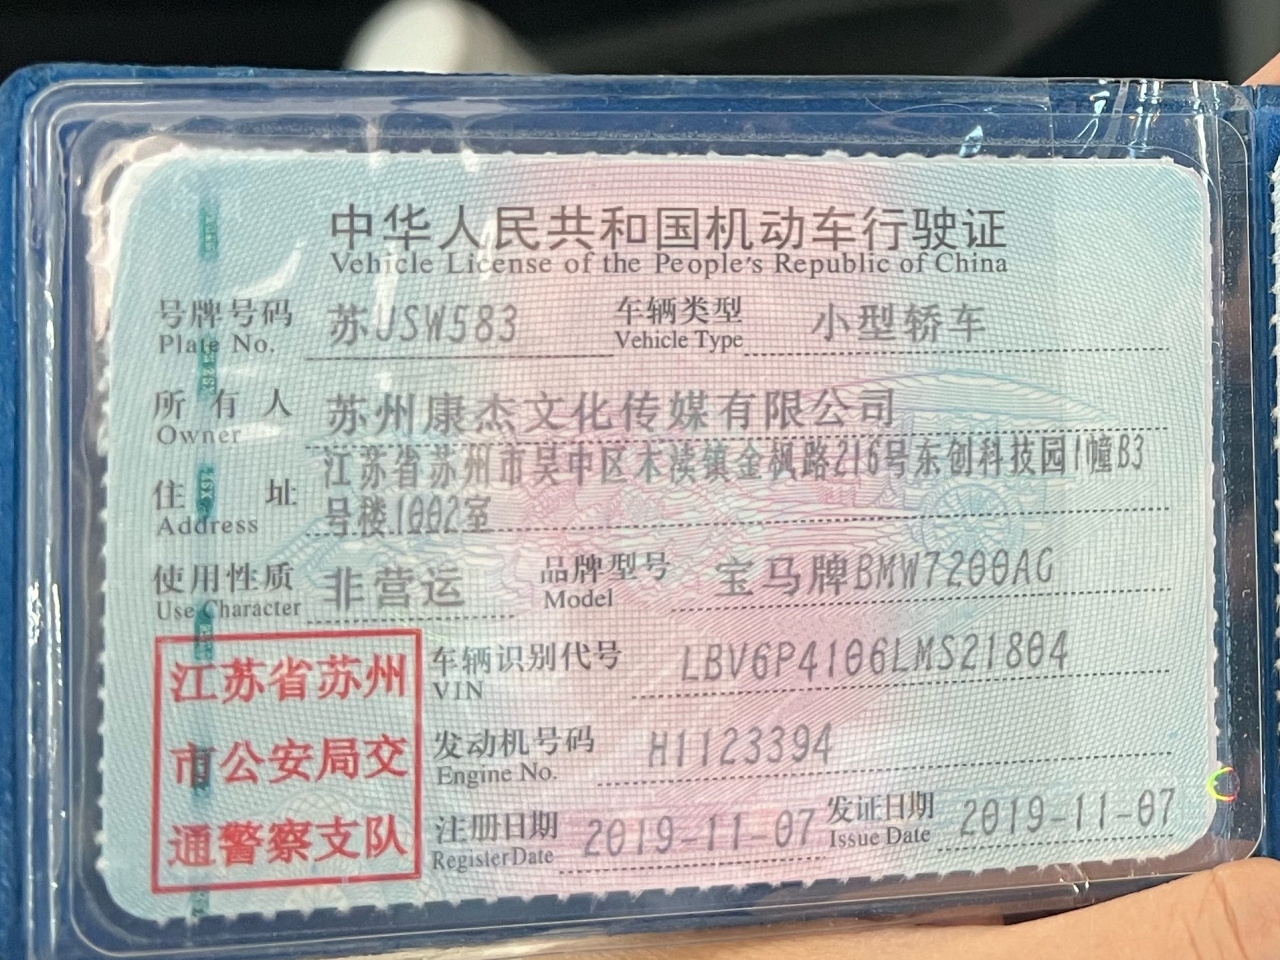 中华人民共和国机动车行驶证
Vehicle License of the People's Republic of China
号牌号码 苏USW583 车辆类型 小型轿车
Plate No. Vehicle Type
所有人 苏州康杰文化传媒有限公司
Owner
住址 江苏省苏州市吴中区木渎镇金枫路216号东创科技园1幢B3
Address 号楼1002室
使用性质 非营运 品牌型号 宝马牌BMW7200AG
Use Character Model
江苏省苏州
市公安局交
通警察支队
车辆识别代号 LBV6P4106LMS21804
VIN
发动机号码 H1123394
Engine No.
注册日期 2019-11-07 发证日期 2019-11-07
Register Date Issue Date